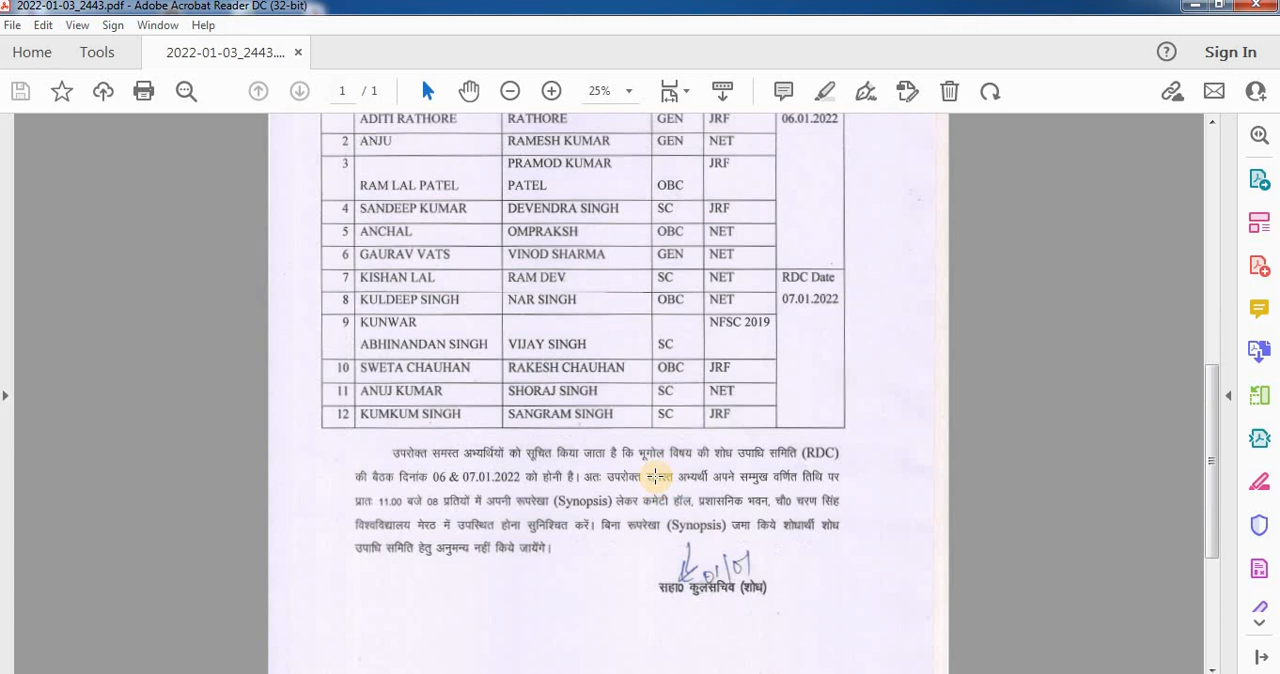 2022-01-03_2443.pdf - Adobe Acrobat Reader DC (32-bit)
File Edit View Sign Window Help
Home Tools 2022-01-03_2443.... × Sign In
1 / 1 25%
ADITI RATHORE RATHORE GEN JRF 06.01.2022
2 ANJU RAMESH KUMAR GEN NET
3 PRAMOD KUMAR JRF
RAM LAL PATEL PATEL OBC
4 SANDEEP KUMAR DEVENDRA SINGH SC JRF
5 ANCHAL OMPRAKSH OBC NET
6 GAURAV VATS VINOD SHARMA GEN NET
7 KISHAN LAL RAM DEV SC NET RDC Date
8 KULDEEP SINGH NAR SINGH OBC NET 07.01.2022
9 KUNWAR NFSC 2019
ABHINANDAN SINGH VIJAY SINGH SC
10 SWETA CHAUHAN RAKESH CHAUHAN OBC JRF
11 ANUJ KUMAR SHORAJ SINGH SC NET
12 KUMKUM SINGH SANGRAM SINGH SC JRF
उपरोक्त समस्त अभ्यर्थियों को सूचित किया जाता है कि भूगोल विषय की शोध उपाधि समिति (RDC)
की बैठक दिनांक 06 & 07.01.2022 को होनी है। अतः उपरोक्त अभ्यर्थी अपने सम्मुख वर्णित तिथि पर
प्रातः 11.00 बजे 08 प्रतियों में अपनी रूपरेखा (Synopsis) लेकर कमेटी हॉल, प्रशासनिक भवन, चौ0 चरण सिंह
विश्वविद्यालय मेरठ में उपस्थित होना सुनिश्चित करें। बिना रूपरेखा (Synopsis) जमा किये शोधार्थी शोध
उपाधि समिति हेतु अनुमन्य नहीं किये जायेंगे।
सहा0 कुलसचिव (शोध)